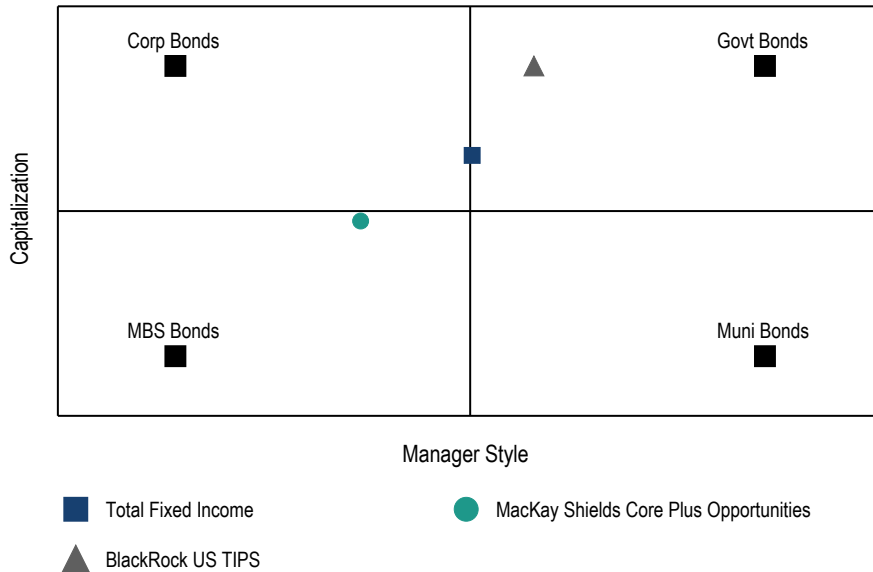 Corp Bonds
Govt Bonds
Capitalization
MBS Bonds
Muni Bonds
Manager Style
Total Fixed Income
MacKay Shields Core Plus Opportunities
BlackRock US TIPS